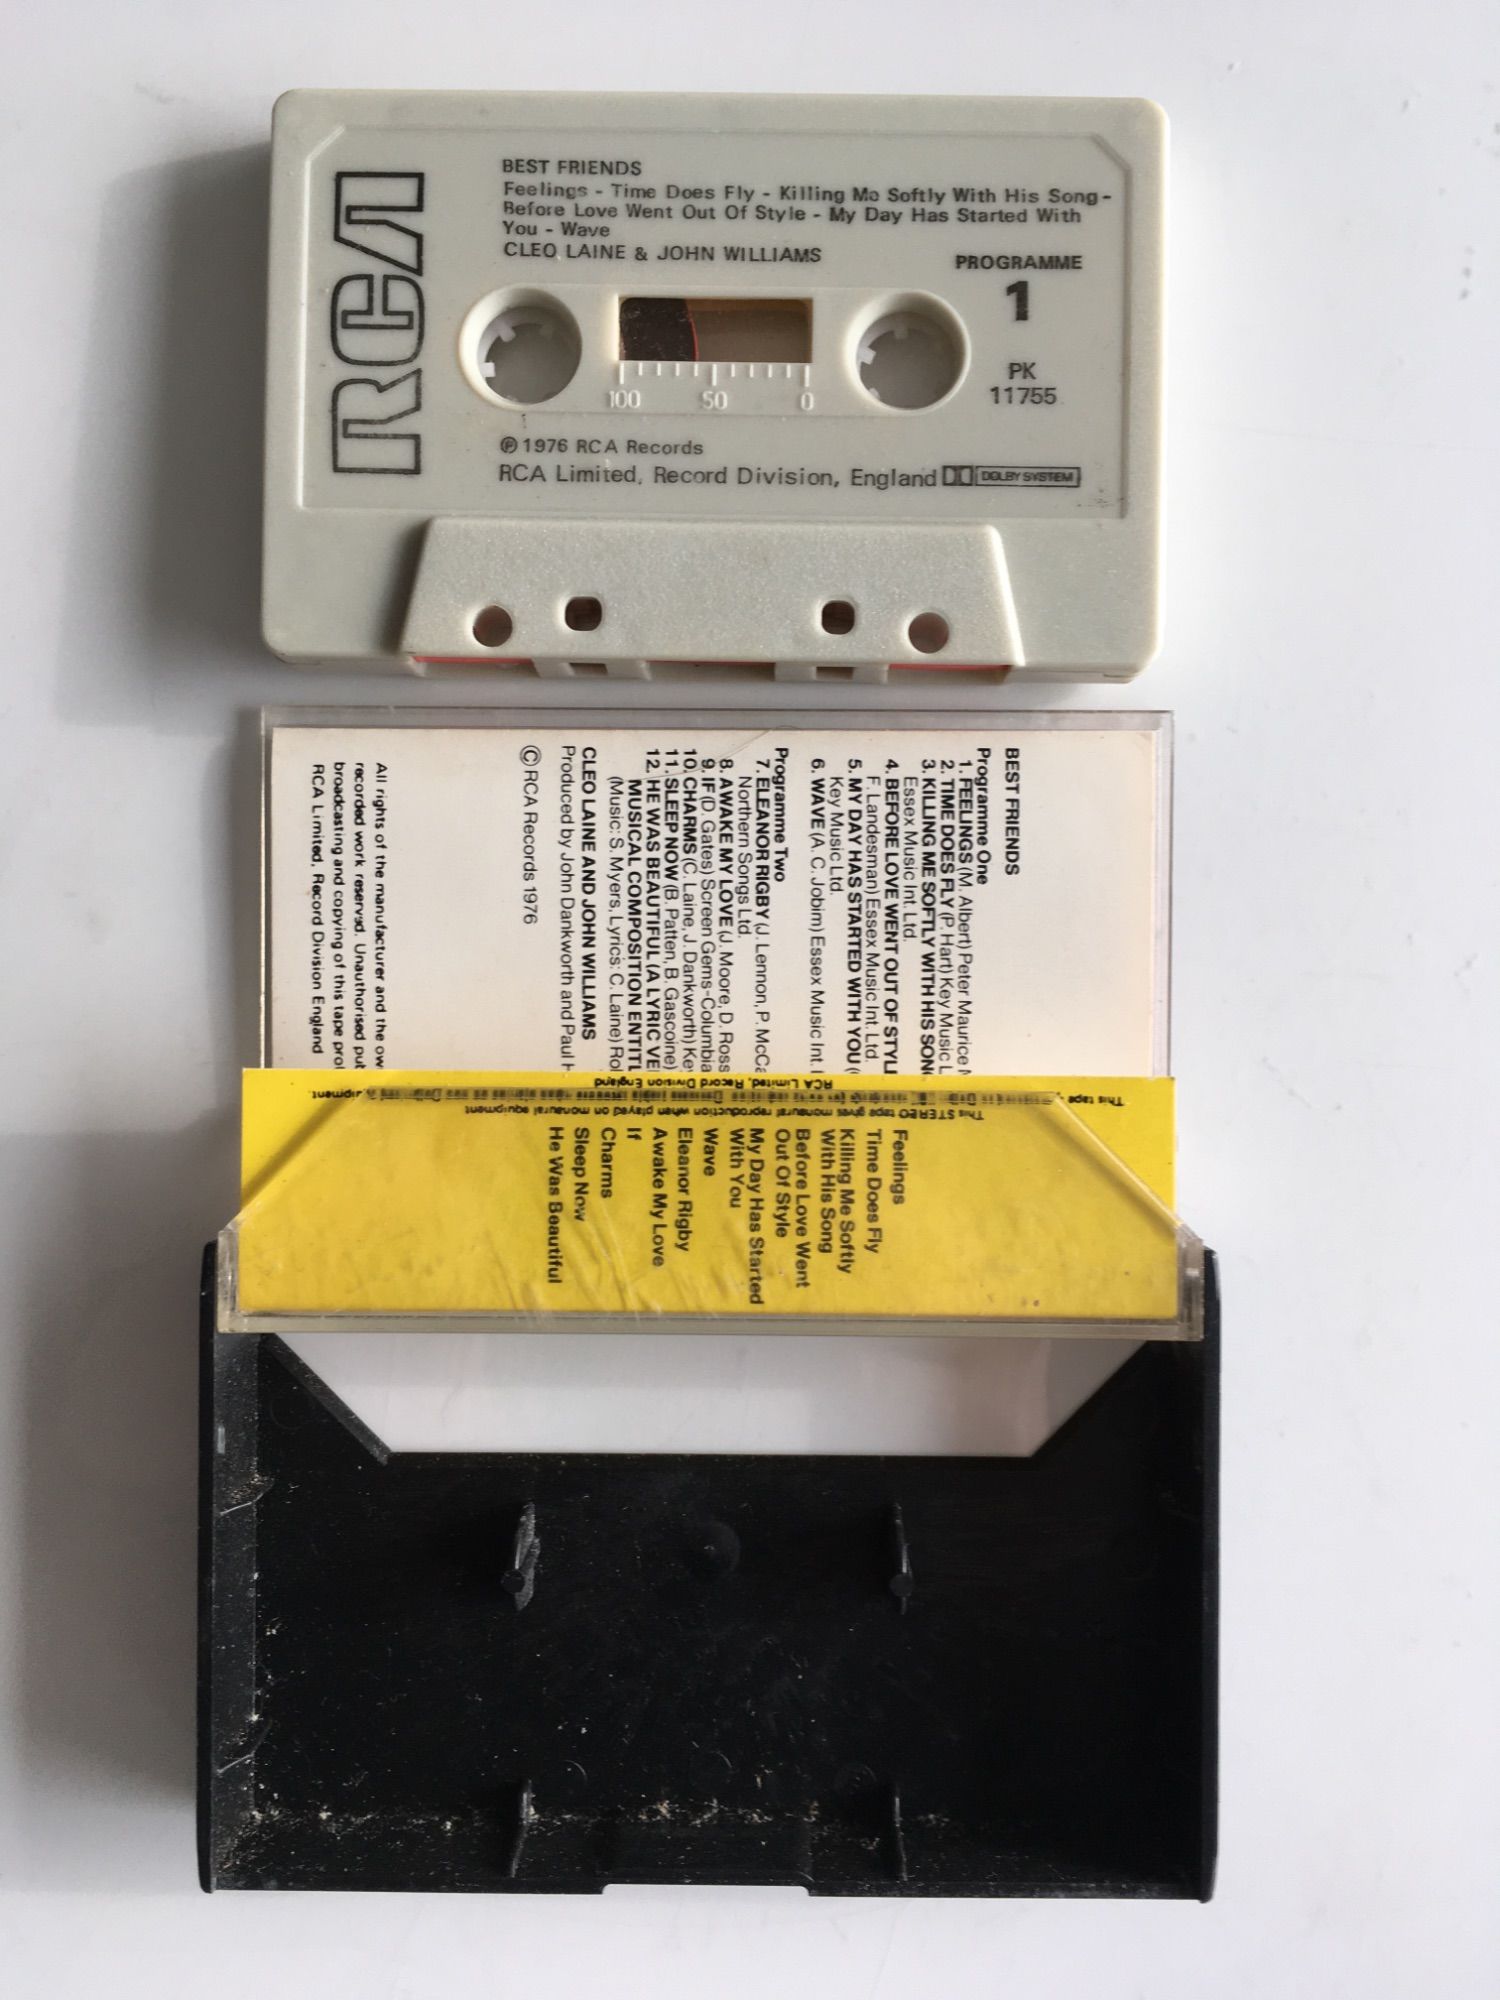 RCA
BEST FRIENDS
Feelings - Time Does Fly - Killing Me Softly With His Song -
Before Love Went Out Of Style - My Day Has Started With
You - Wave
CLEO LAINE & JOHN WILLIAMS
PROGRAMME
1
PK
11755
100 50 0
℗ 1976 RCA Records
RCA Limited, Record Division, England DOLBY SYSTEM
BEST FRIENDS
Programme One
1. FEELINGS (M. Albert) Peter Maurice
2. TIME DOES FLY (P. Hart) Key Music
3. KILLING ME SOFTLY WITH HIS SONG
Essex Music Int. Ltd.
4. BEFORE LOVE WENT OUT OF STYL
F. Landesman) Essex Music Int. Ltd.
5. MY DAY HAS STARTED WITH YOU (
Key Music Ltd.
6. WAVE (A. C. Jobim) Essex Music Int.
Programme Two
7. ELEANOR RIGBY (J. Lennon, P. McCa
Northern Songs Ltd.
8. AWAKE MY LOVE (J. Moore, D. Ross
9. IF (D. Gates) Screen Gems-Columbia
10. CHARMS (C. Laine, J. Dankworth) Ke
11. SLEEP NOW (B. Patten, B. Gascoine)
12. HE WAS BEAUTIFUL (A LYRIC VE
MUSICAL COMPOSITION ENTITL
(Music: S. Myers, Lyrics: C. Laine) Ro
CLEO LAINE AND JOHN WILLIAMS
Produced by John Dankworth and Paul H
© RCA Records 1976
All rights of the manufacturer and the ow
recorded work reserved. Unauthorised pub
broadcasting and copying of this tape proh
RCA Limited, Record Division England
RCA Limited, Record Division England
This tape
This STEREO tape gives monaural reproduction when played on monaural equipment
Feelings
Time Does Fly
Killing Me Softly
With His Song
Before Love Went
Out Of Style
My Day Has Started
With You
Wave
Eleanor Rigby
Awake My Love
If
Charms
Sleep Now
He Was Beautiful